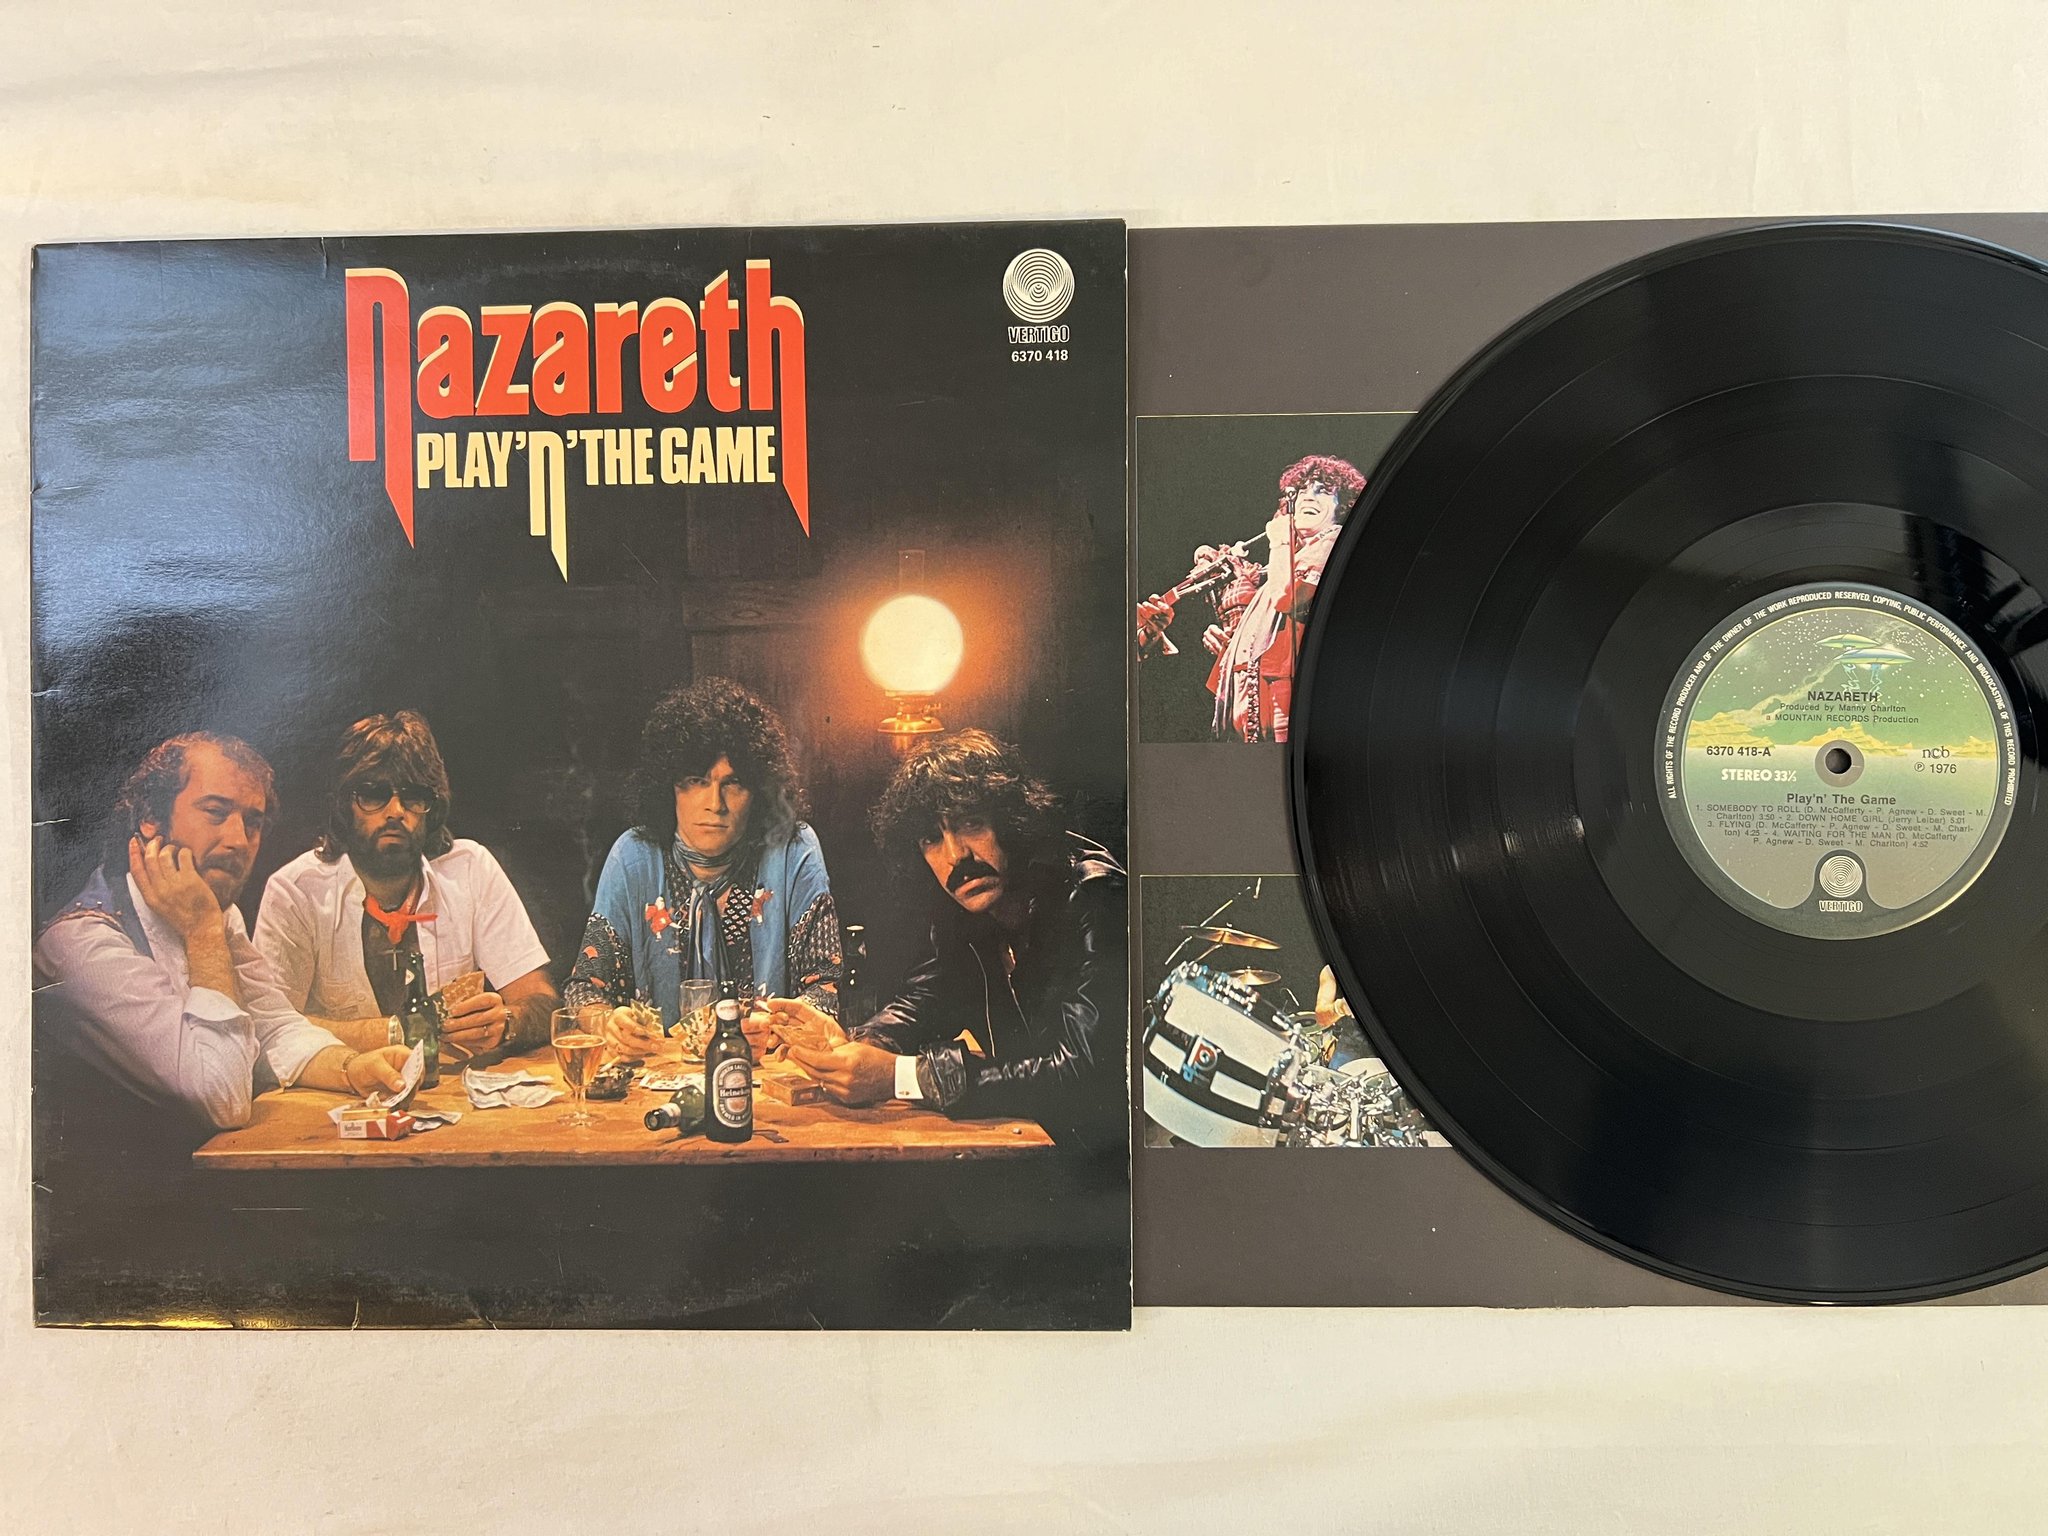 Nazareth
PLAY'N' THE GAME
VERTIGO
6370 418
Heineken
Marlboro
ALL RIGHTS OF THE RECORD PRODUCER AND OF THE OWNER OF THE WORK REPRODUCED RESERVED. COPYING, PUBLIC PERFORMANCE AND BROADCASTING OF THIS RECORD PROHIBITED
NAZARETH
Produced by Manny Charlton
a MOUNTAIN RECORDS Production
6370 418-A
ncb
STEREO 33⅓
℗ 1976
Play'n' The Game
1. SOMEBODY TO ROLL (D. McCafferty - P. Agnew - D. Sweet - M.
Charlton) 3:50 - 2. DOWN HOME GIRL (Jerry Leiber) 5:01
3. FLYING (D. McCafferty - P. Agnew - D. Sweet - M. Charl-
ton) 4:25 - 4. WAITING FOR THE MAN (D. McCafferty
P. Agnew - D. Sweet - M. Charlton) 4:52
VERTIGO